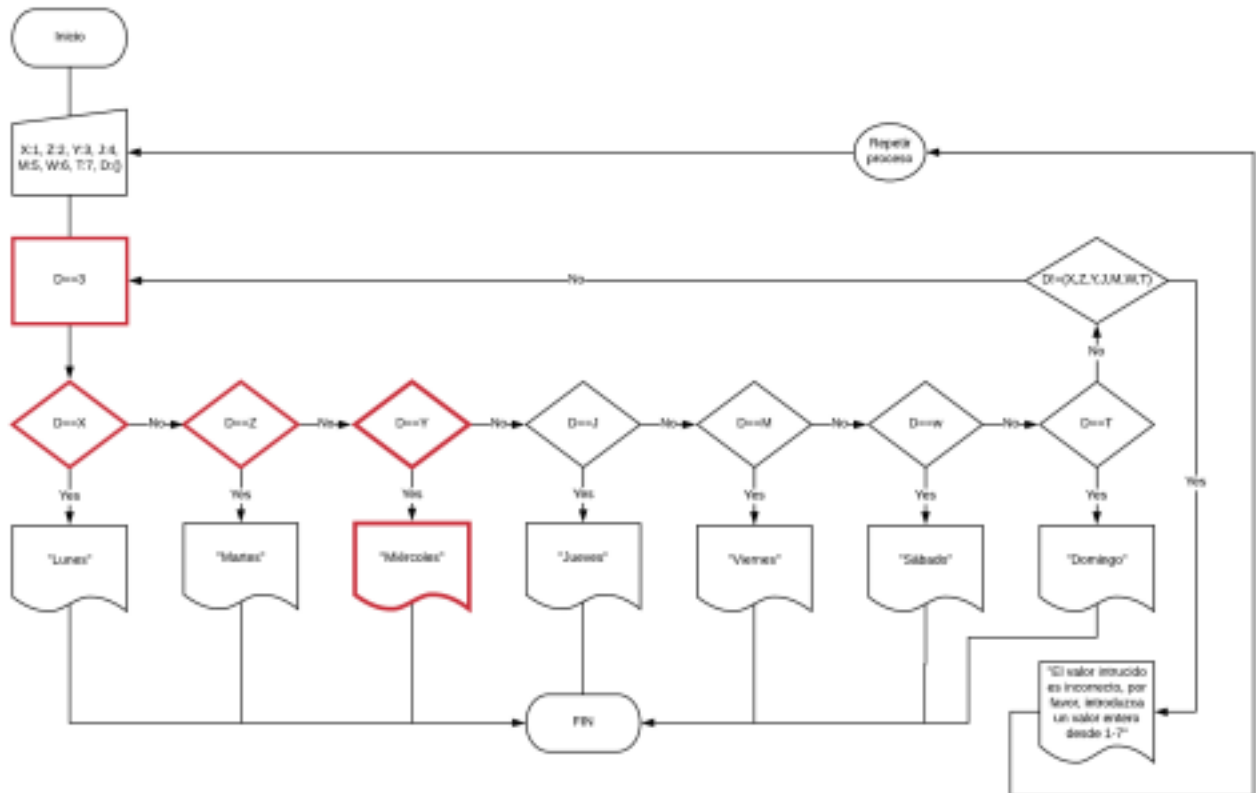 Inicio
X:1, Z:2, Y:3, J:4,
M:5, W:6, T:7, D:()
Repetir
proceso
D==3
No
D!=(X,Z,Y,J,M,W,T)
No
D==X
No
D==Z
No
D==Y
No
D==J
No
D==M
No
D==w
No
D==T
Yes
Yes
Yes
Yes
Yes
Yes
Yes
Yes
"Lunes"
"Martes"
"Miércoles"
"Jueves"
"Viernes"
"Sábado"
"Domingo"
"El valor intrucido
es incorrecto, por
favor, introduzca
un valor entero
desde 1-7"
FIN